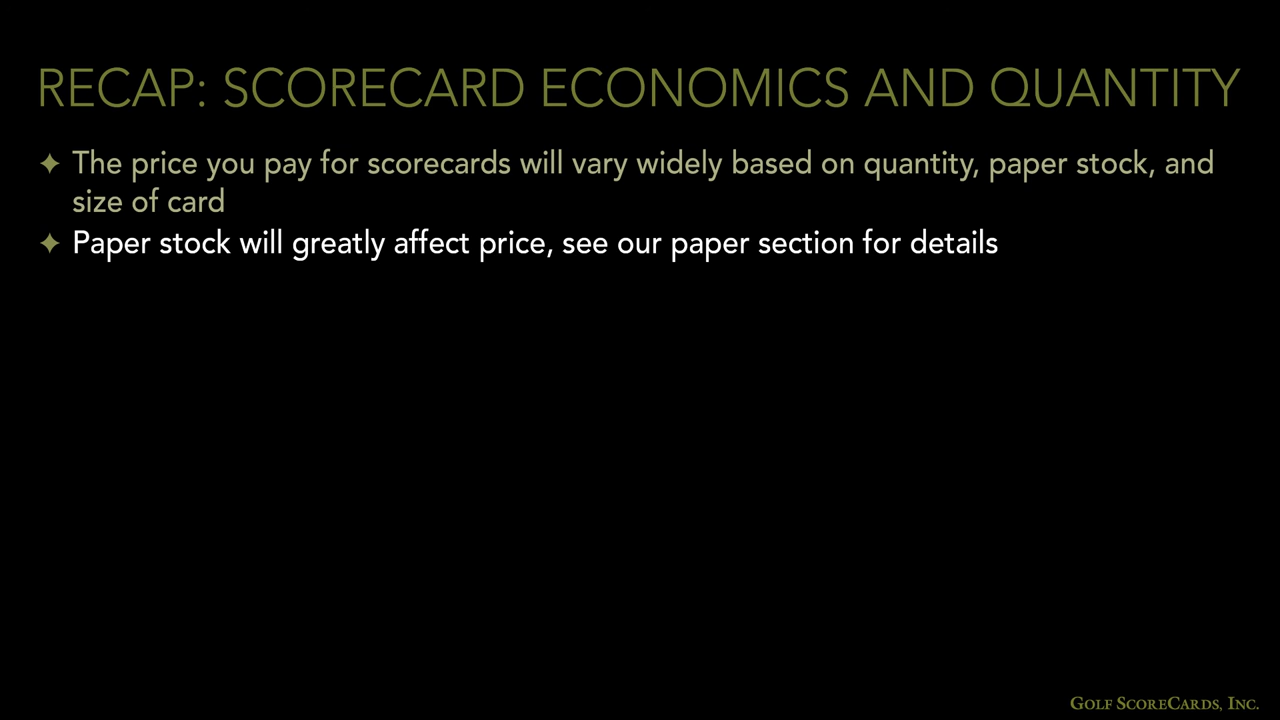 RECAP: SCORECARD ECONOMICS AND QUANTITY
✦ The price you pay for scorecards will vary widely based on quantity, paper stock, and
size of card
✦ Paper stock will greatly affect price, see our paper section for details
GOLF SCORECARDS, INC.